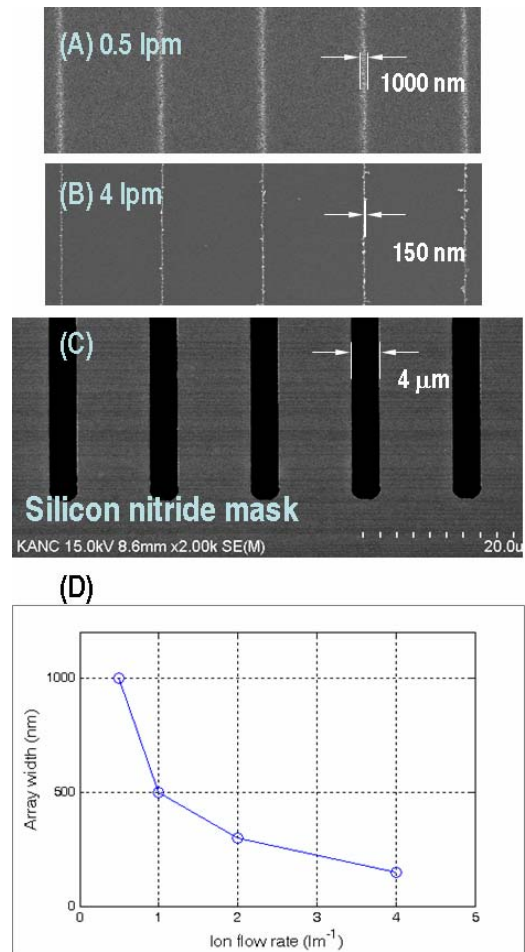 (A) 0.5 lpm
1000 nm
(B) 4 lpm
150 nm
(C)
4 μm
Silicon nitride mask
KANC 15.0kV 8.6mm x2.00k SE(M)
20.0u
(D)
1000
500
0
0 1 2 3 4 5
Array width (nm)
Ion flow rate (lm⁻¹)